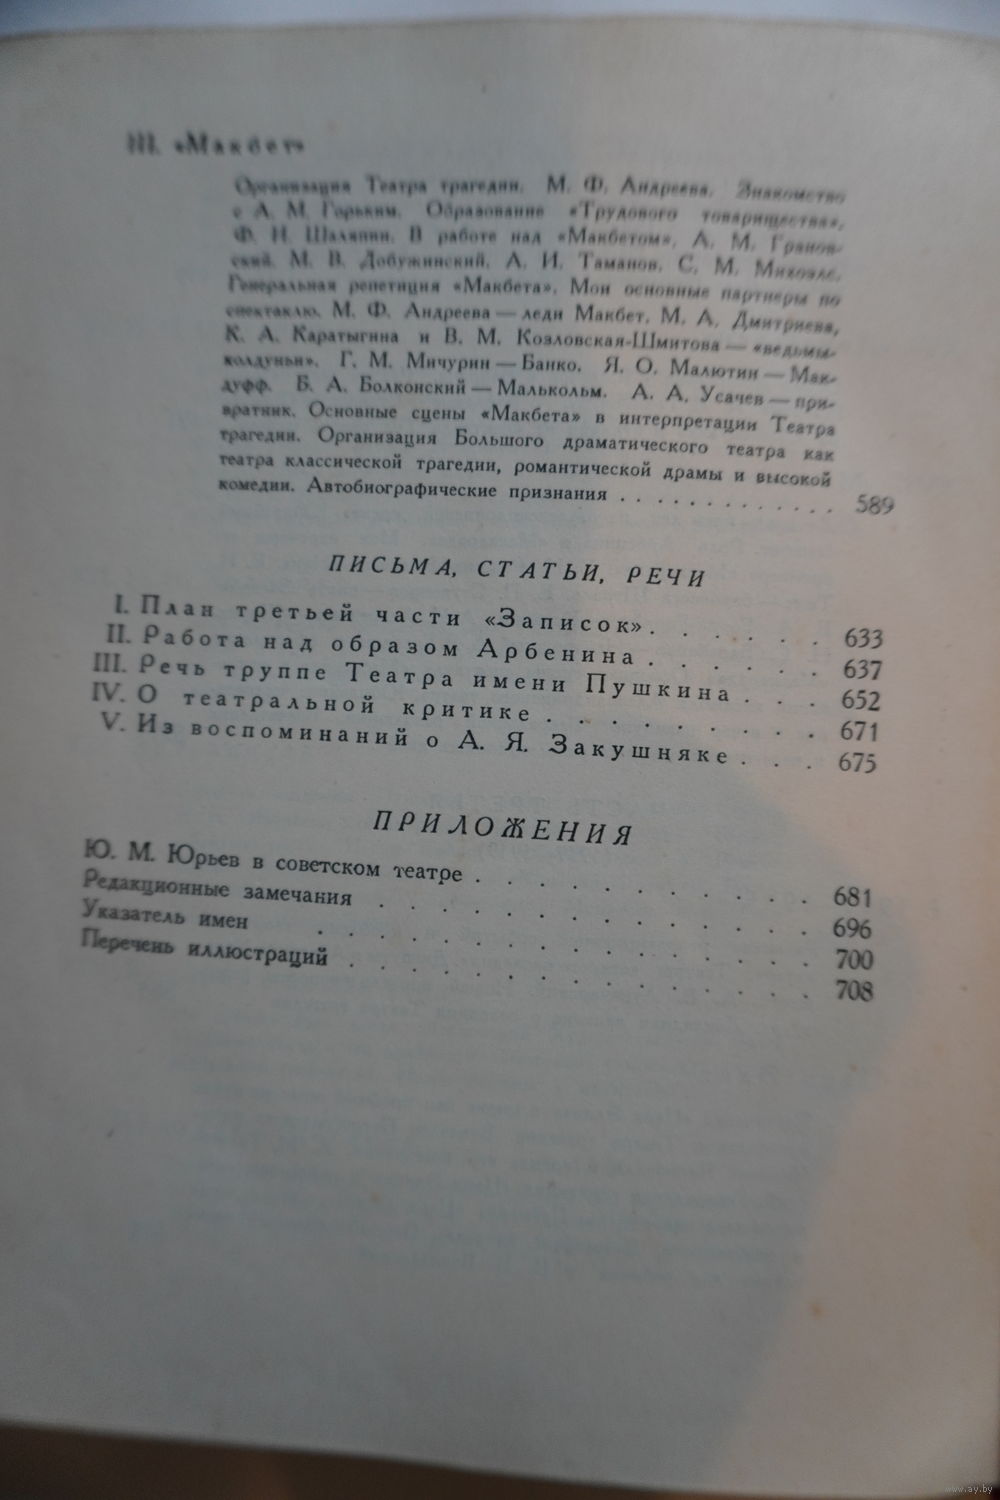 III. «Макбет»
Организация Театра трагедии. М. Ф. Андреева. Знакомство
с А. М. Горьким. Образование «Трудового товарищества».
Ф. И. Шаляпин. В работе над «Макбетом». А. М. Гранов-
ский. М. В. Добужинский. А. И. Таманов. С. М. Михоэлс.
Генеральная репетиция «Макбета». Мои основные партнеры по
спектаклю. М. Ф. Андреева — леди Макбет. М. А. Дмитриева,
К. А. Каратыгина и В. М. Козловская-Шмитова — «ведьмы-
колдуньи». Г. М. Мичурин — Банко. Я. О. Малютин — Мак-
дуфф. Б. А. Болконский — Малькольм. А. А. Усачев — при-
вратник. Основные сцены «Макбета» в интерпретации Театра
трагедии. Организация Большого драматического театра как
театра классической трагедии, романтической драмы и высокой
комедии. Автобиографические признания . . . . . . . . . . . . 589
ПИСЬМА, СТАТЬИ, РЕЧИ
I. План третьей части «Записок» . . . . . . 633
II. Работа над образом Арбенина . . . . . . 637
III. Речь труппе Театра имени Пушкина . . . 652
IV. О театральной критике . . . . . . . . . 671
V. Из воспоминаний о А. Я. Закушняке . . . 675
ПРИЛОЖЕНИЯ
Ю. М. Юрьев в советском театре . . . . . . . . . . . 681
Редакционные замечания . . . . . . . . . . . . . . 696
Указатель имен . . . . . . . . . . . . . . . . 700
Перечень иллюстраций . . . . . . . . . . . . . . . 708
www.ay.by